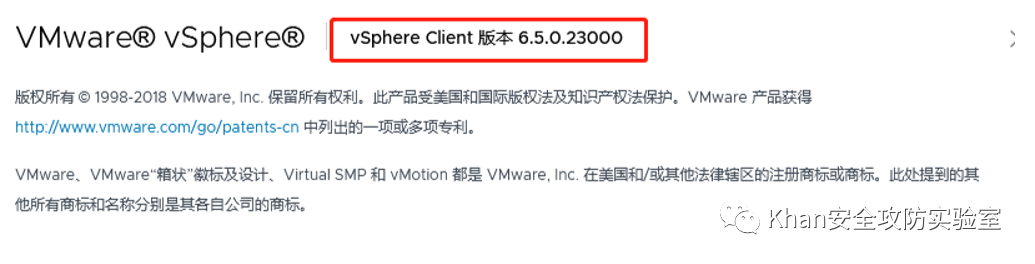 VMware® vSphere®
vSphere Client 版本 6.5.0.23000
版权所有 © 1998-2018 VMware, Inc. 保留所有权利。此产品受美国和国际版权法及知识产权法保护。VMware 产品获得
http://www.vmware.com/go/patents-cn 中列出的一项或多项专利。
VMware、VMware“箱状”徽标及设计、Virtual SMP 和 vMotion 都是 VMware, Inc. 在美国和/或其他法律辖区的注册商标或商标。此处提到的其
他所有商标和名称分别是其各自公司的商标。
Khan安全攻防实验室